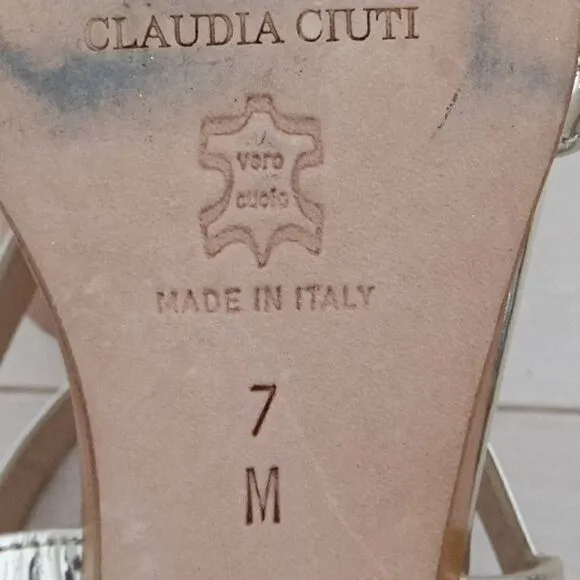 CLAUDIA CIUTI
vero
cuoio
MADE IN ITALY
7
M